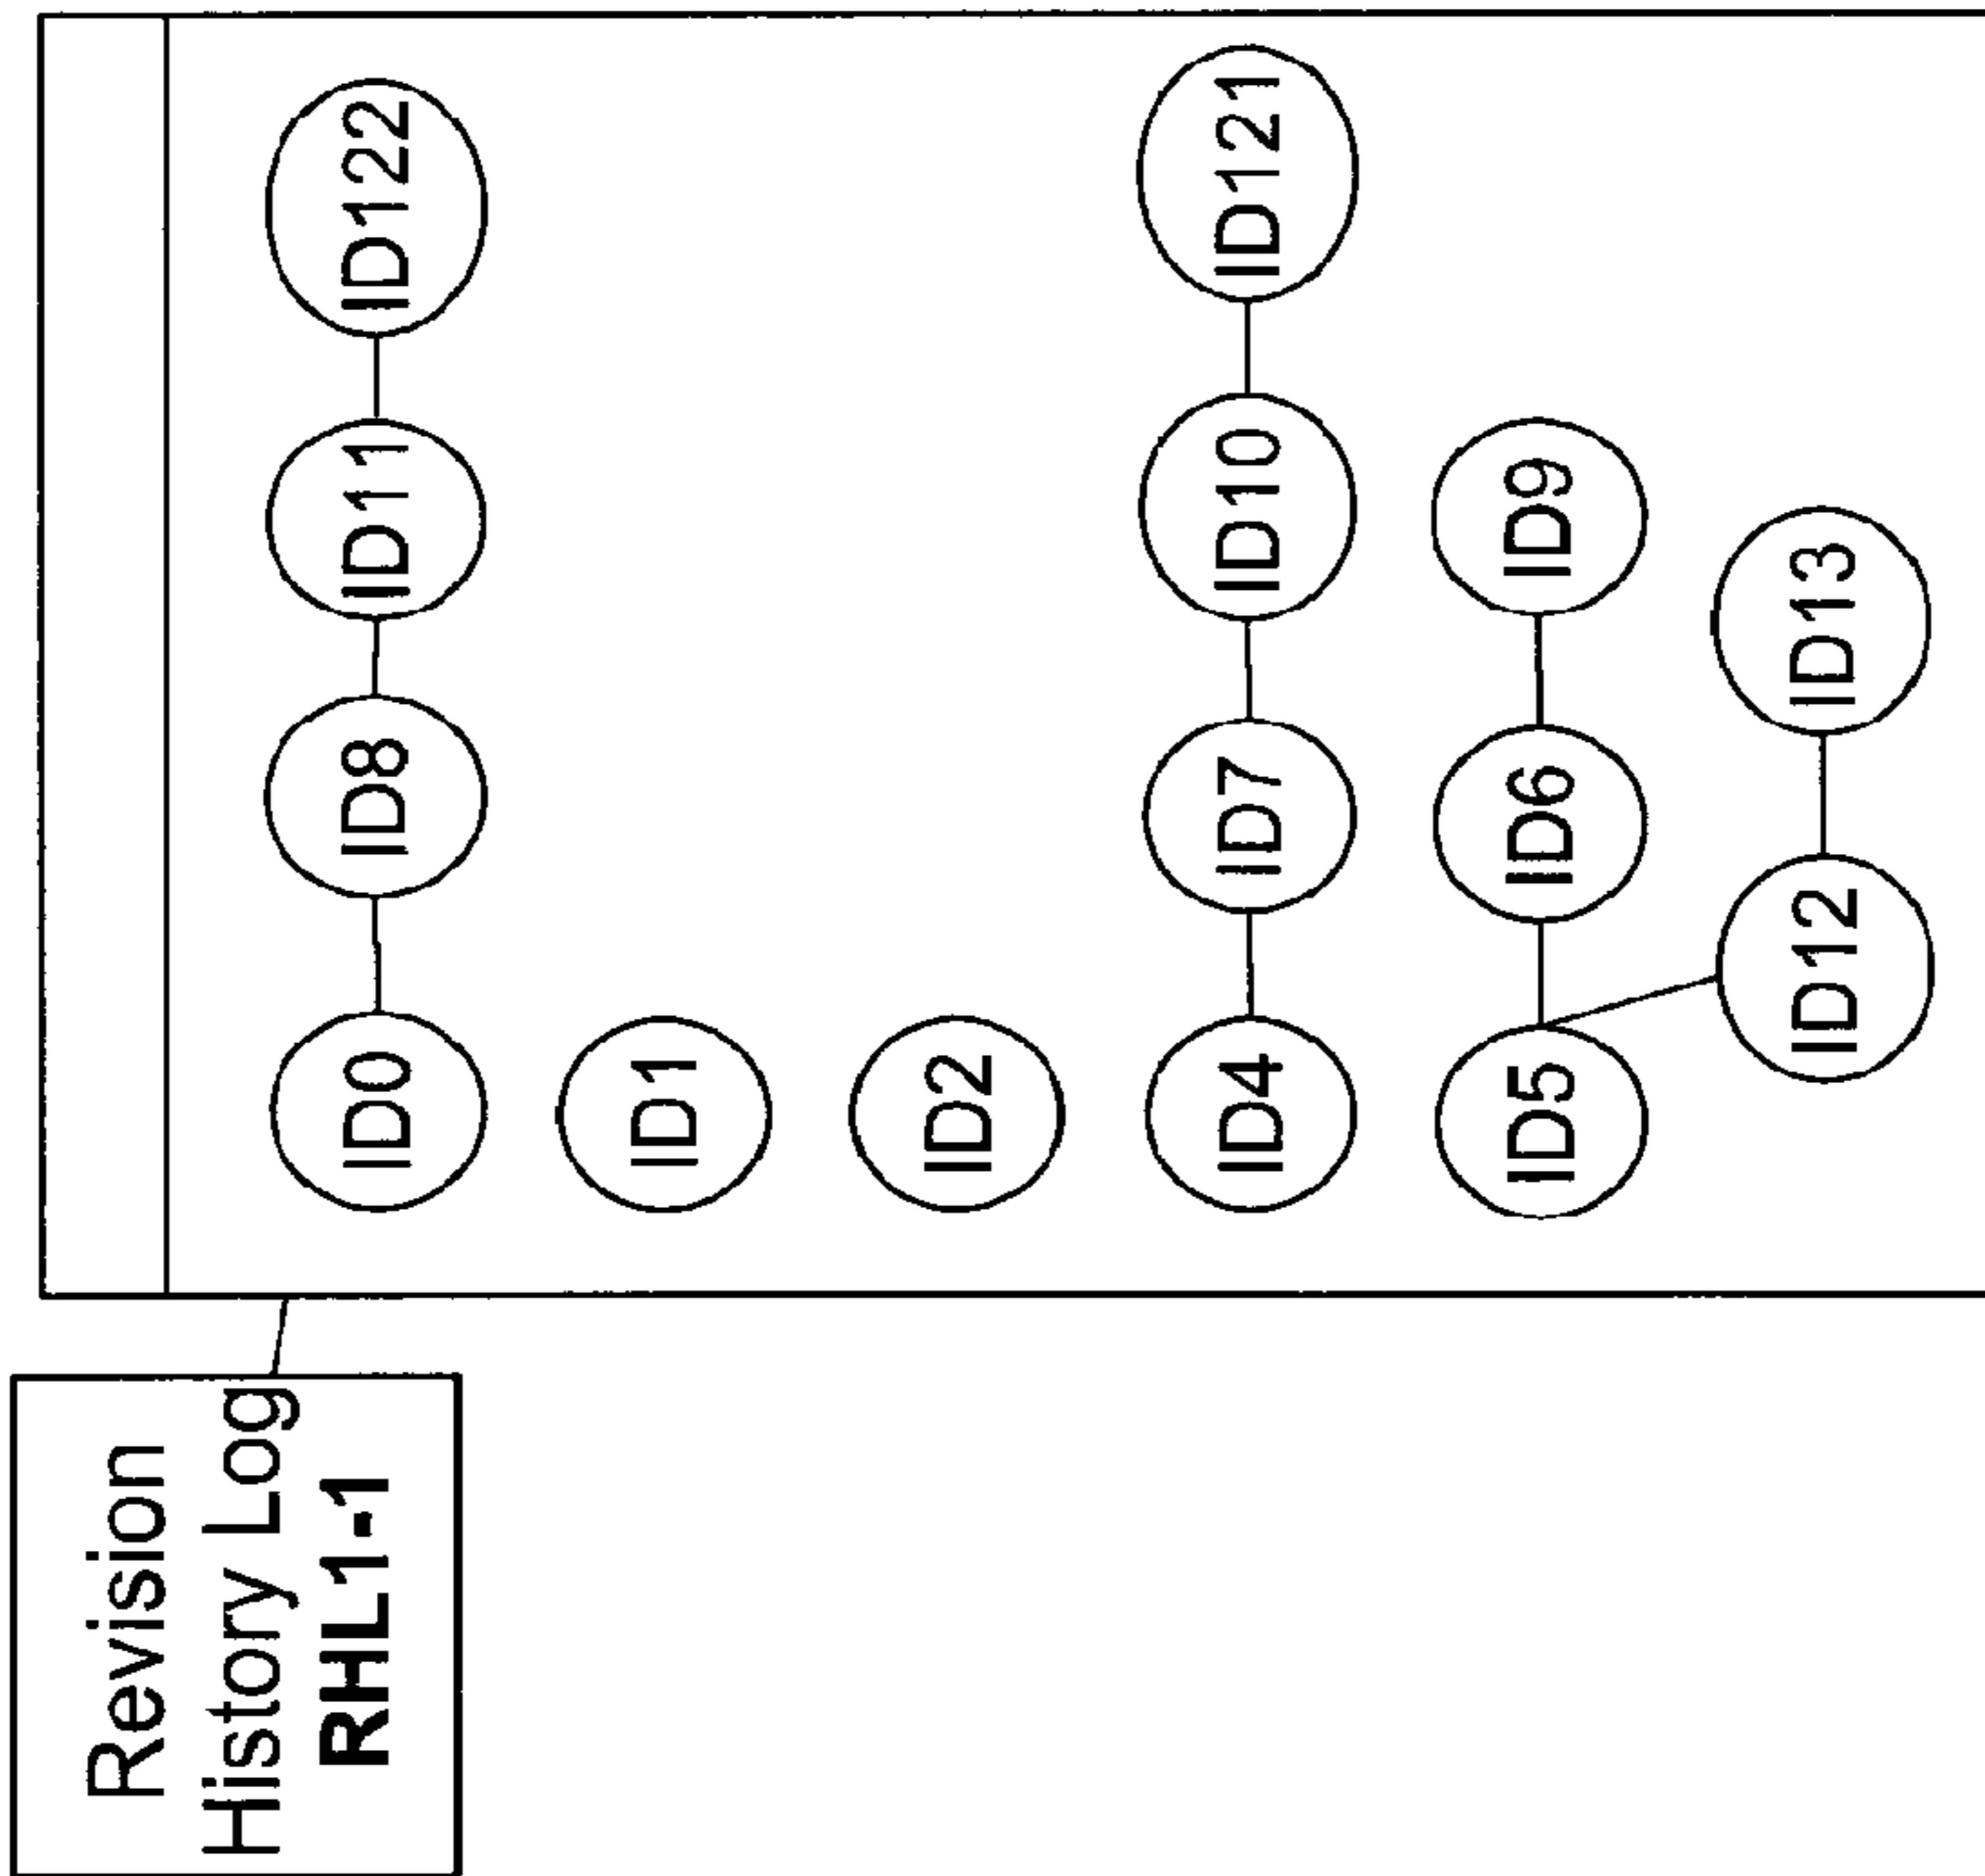 Revision
History Log
RHL1-1
ID0
ID8
ID11
ID122
ID1
ID2
ID4
ID7
ID10
ID121
ID5
ID6
ID9
ID12
ID13